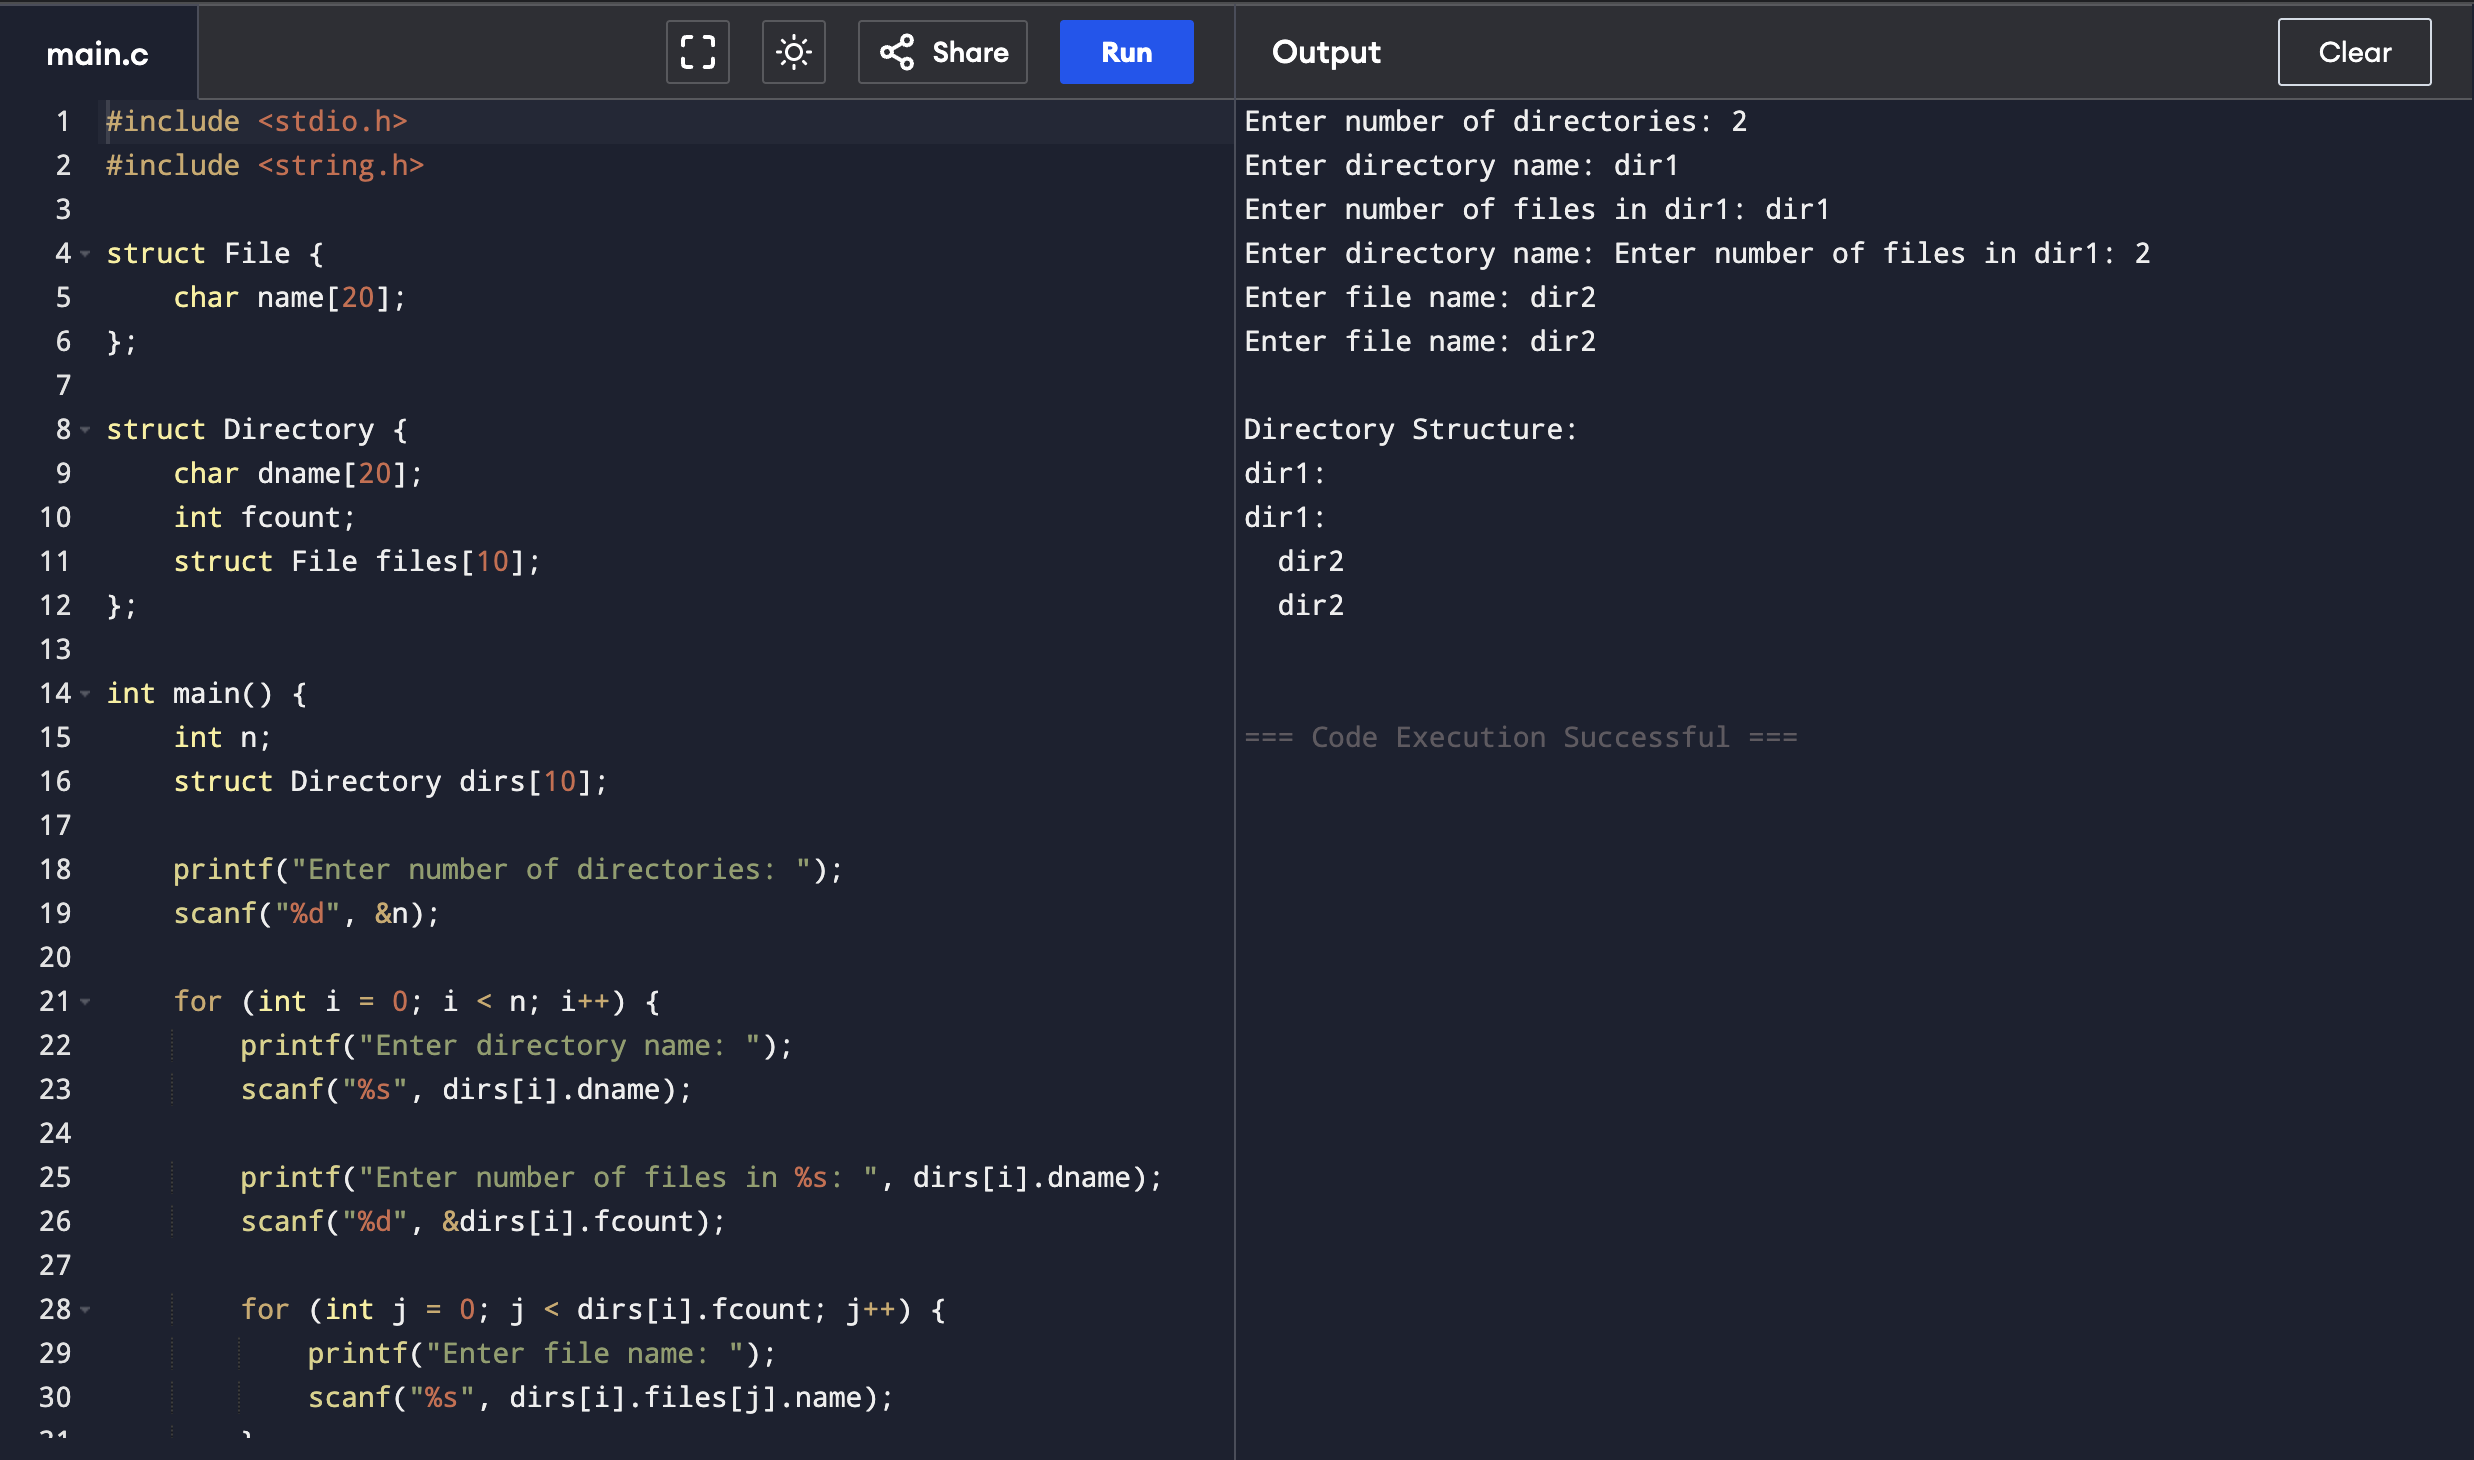 main.c
Share
Run
Output
Clear
1 #include <stdio.h>
2 #include <string.h>
3
4 struct File {
5     char name[20];
6 };
7
8 struct Directory {
9     char dname[20];
10     int fcount;
11     struct File files[10];
12 };
13
14 int main() {
15     int n;
16     struct Directory dirs[10];
17
18     printf("Enter number of directories: ");
19     scanf("%d", &n);
20
21     for (int i = 0; i < n; i++) {
22         printf("Enter directory name: ");
23         scanf("%s", dirs[i].dname);
24
25         printf("Enter number of files in %s: ", dirs[i].dname);
26         scanf("%d", &dirs[i].fcount);
27
28         for (int j = 0; j < dirs[i].fcount; j++) {
29             printf("Enter file name: ");
30             scanf("%s", dirs[i].files[j].name);
31         }
Enter number of directories: 2
Enter directory name: dir1
Enter number of files in dir1: dir1
Enter directory name: Enter number of files in dir1: 2
Enter file name: dir2
Enter file name: dir2

Directory Structure:
dir1:
dir1:
  dir2
  dir2

=== Code Execution Successful ===